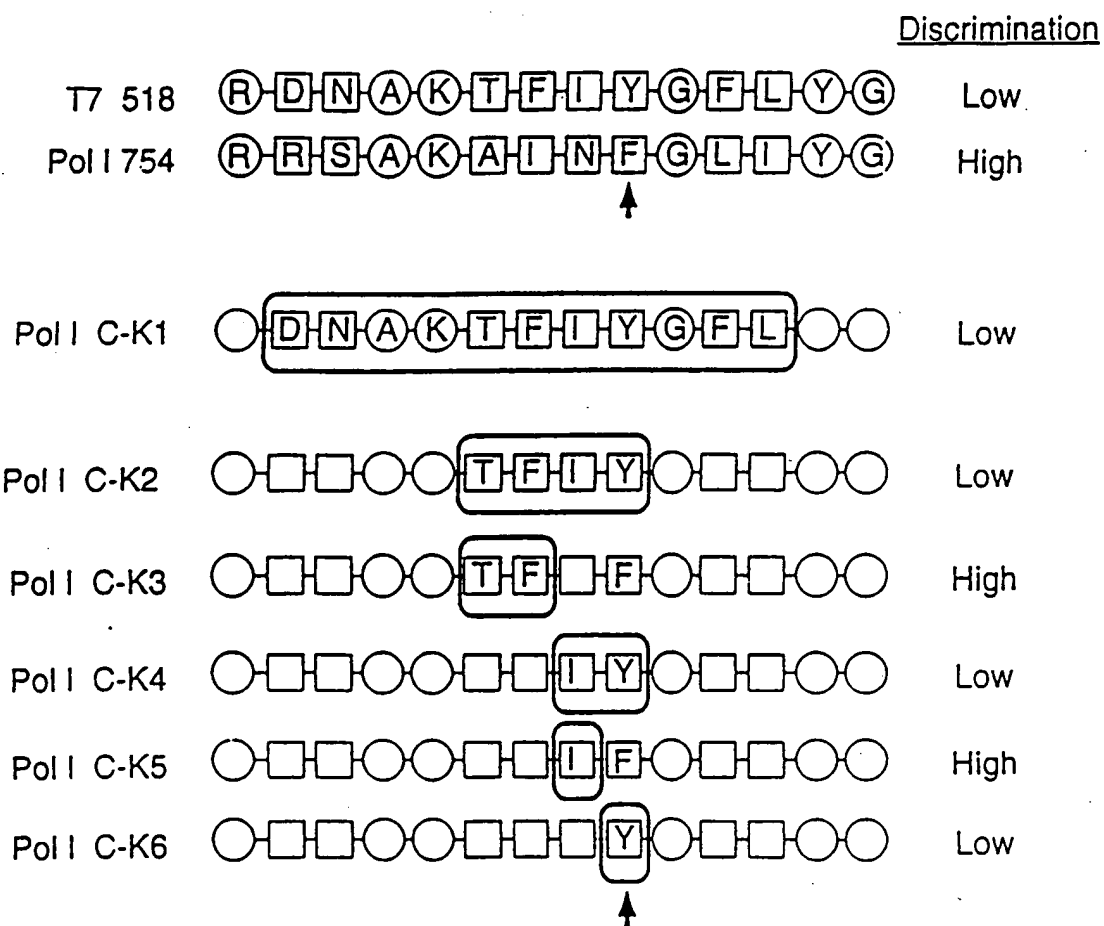 Discrimination
T7 518 R D N A K T F I Y G F L Y G Low
Pol I 754 R R S A K A I N F G L I Y G High
Pol I C-K1 D N A K T F I Y G F L Low
Pol I C-K2 T F I Y Low
Pol I C-K3 T F F High
Pol I C-K4 I Y Low
Pol I C-K5 I F High
Pol I C-K6 Y Low